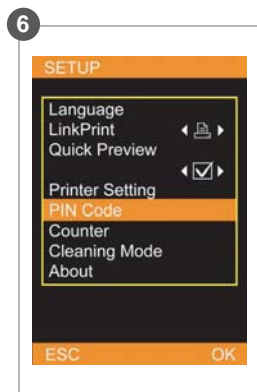 6
SETUP
Language
LinkPrint
Quick Preview
Printer Setting
PIN Code
Counter
Cleaning Mode
About
ESC OK